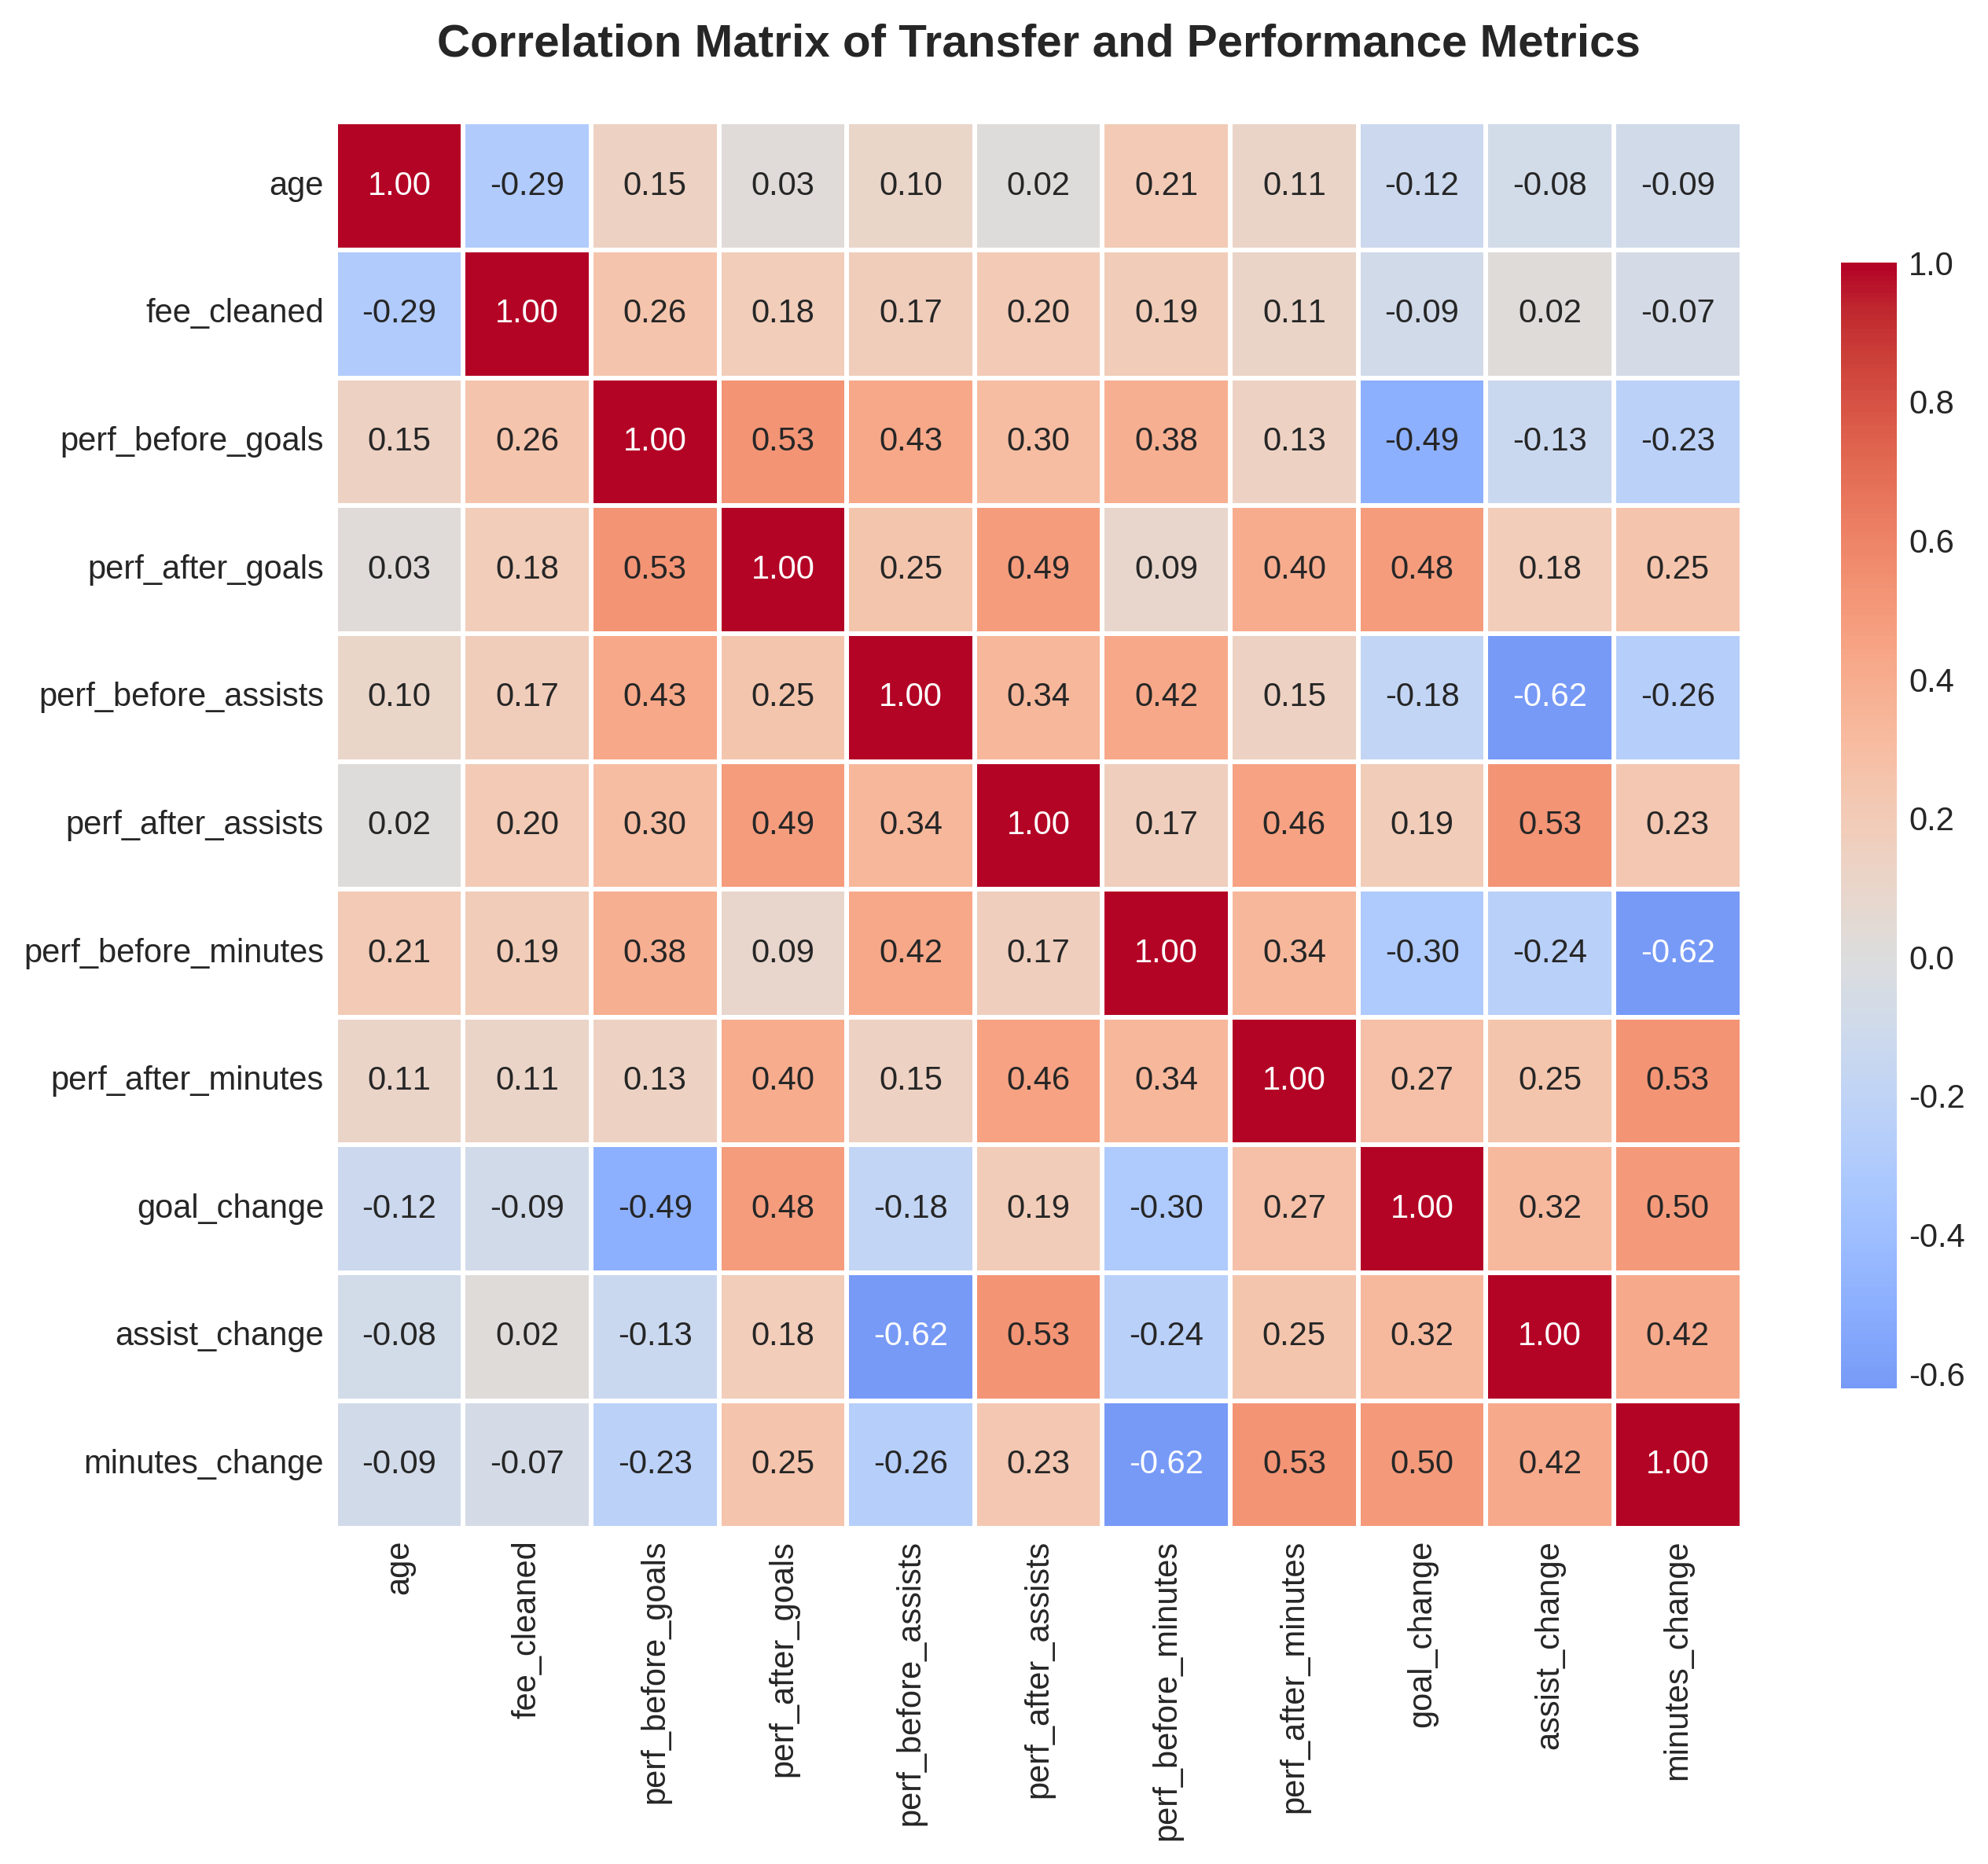 Correlation Matrix of Transfer and Performance Metrics
age 1.00 -0.29 0.15 0.03 0.10 0.02 0.21 0.11 -0.12 -0.08 -0.09
fee_cleaned -0.29 1.00 0.26 0.18 0.17 0.20 0.19 0.11 -0.09 0.02 -0.07
perf_before_goals 0.15 0.26 1.00 0.53 0.43 0.30 0.38 0.13 -0.49 -0.13 -0.23
perf_after_goals 0.03 0.18 0.53 1.00 0.25 0.49 0.09 0.40 0.48 0.18 0.25
perf_before_assists 0.10 0.17 0.43 0.25 1.00 0.34 0.42 0.15 -0.18 -0.62 -0.26
perf_after_assists 0.02 0.20 0.30 0.49 0.34 1.00 0.17 0.46 0.19 0.53 0.23
perf_before_minutes 0.21 0.19 0.38 0.09 0.42 0.17 1.00 0.34 -0.30 -0.24 -0.62
perf_after_minutes 0.11 0.11 0.13 0.40 0.15 0.46 0.34 1.00 0.27 0.25 0.53
goal_change -0.12 -0.09 -0.49 0.48 -0.18 0.19 -0.30 0.27 1.00 0.32 0.50
assist_change -0.08 0.02 -0.13 0.18 -0.62 0.53 -0.24 0.25 0.32 1.00 0.42
minutes_change -0.09 -0.07 -0.23 0.25 -0.26 0.23 -0.62 0.53 0.50 0.42 1.00
age
fee_cleaned
perf_before_goals
perf_after_goals
perf_before_assists
perf_after_assists
perf_before_minutes
perf_after_minutes
goal_change
assist_change
minutes_change
1.0
0.8
0.6
0.4
0.2
0.0
-0.2
-0.4
-0.6